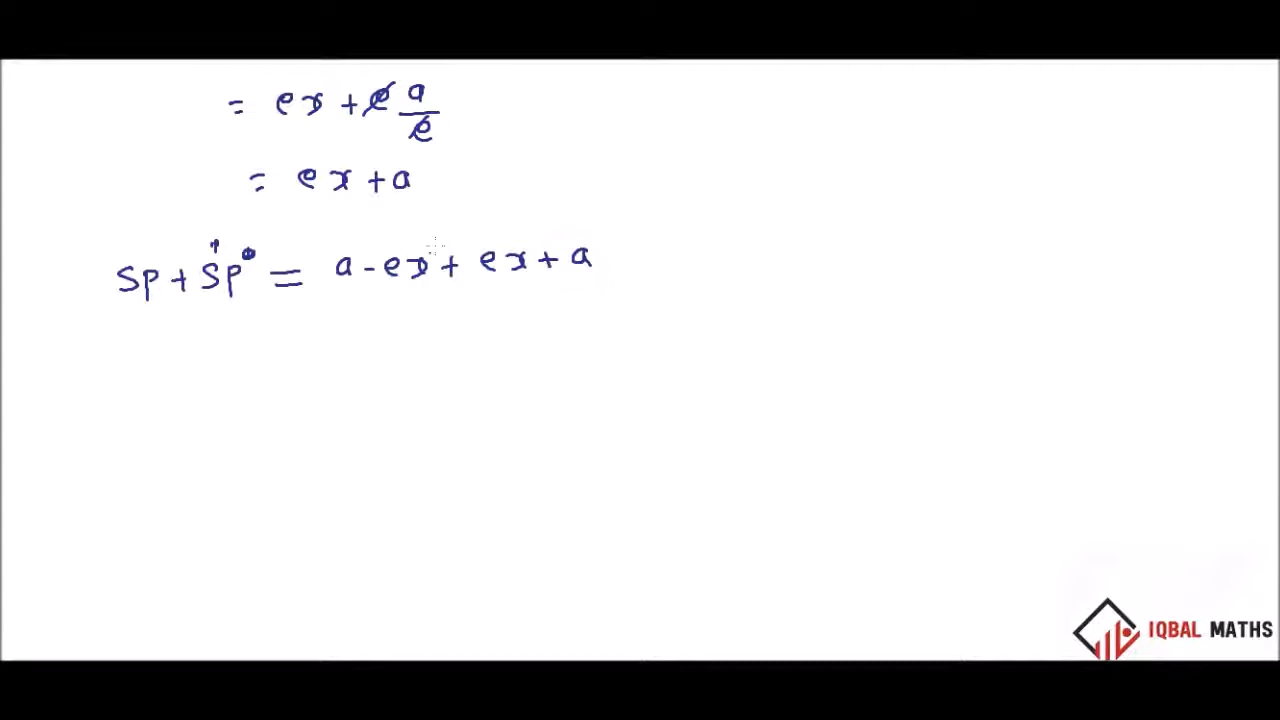 = ex + e a/e
= ex + a
SP + S'P = a - ex + ex + a
IQBAL MATHS